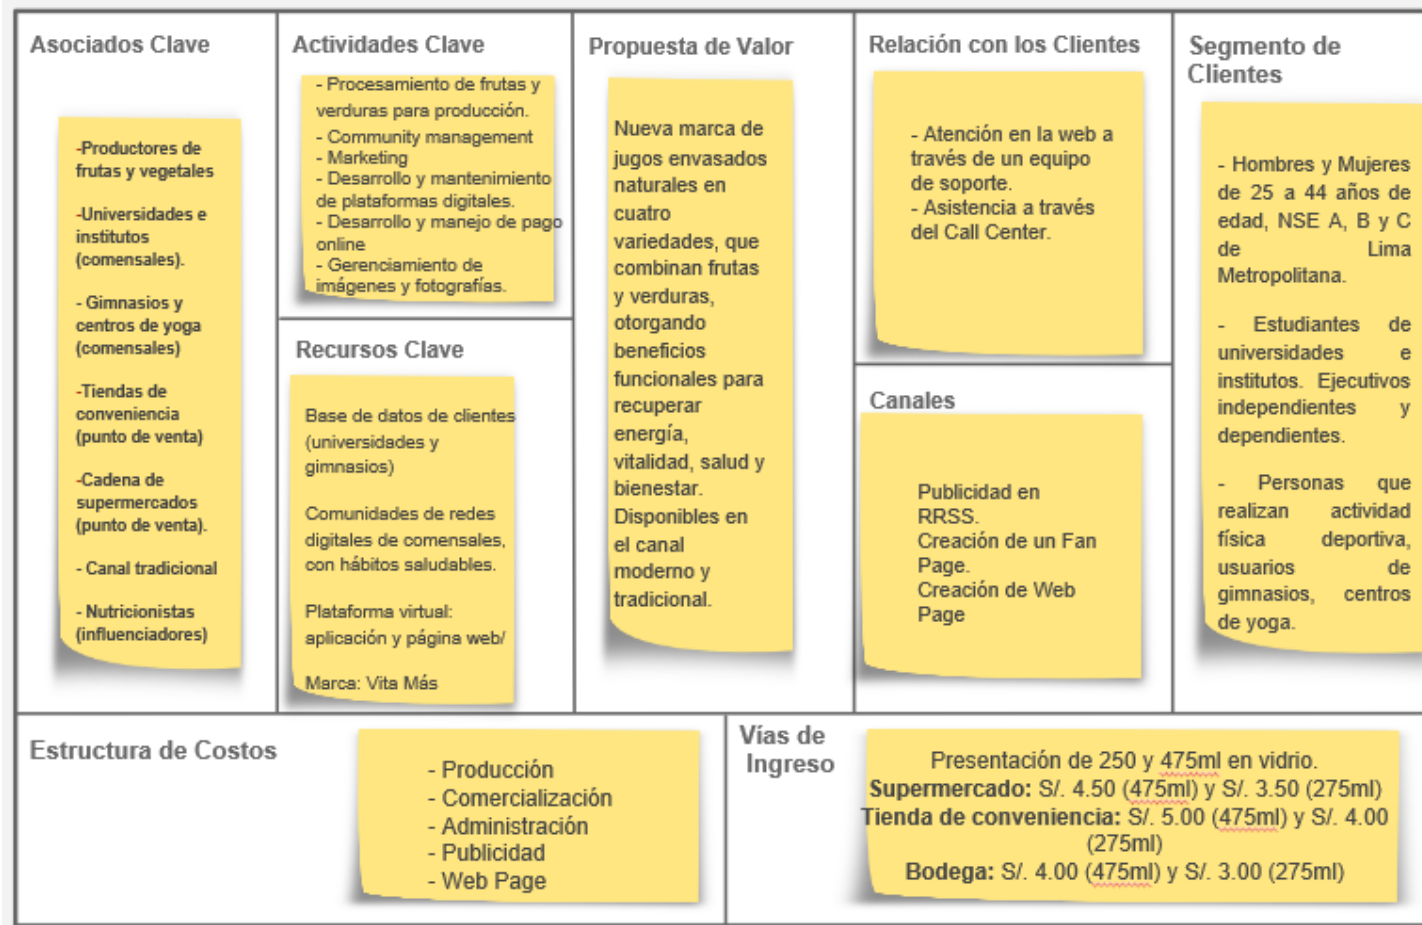 Asociados Clave
-Productores de
frutas y vegetales
-Universidades e
institutos
(comensales).
- Gimnasios y
centros de yoga
(comensales)
-Tiendas de
conveniencia
(punto de venta)
-Cadena de
supermercados
(punto de venta).
- Canal tradicional
- Nutricionistas
(influenciadores)
Actividades Clave
- Procesamiento de frutas y
verduras para producción.
- Community management
- Marketing
- Desarrollo y mantenimiento
de plataformas digitales.
- Desarrollo y manejo de pago
online
- Gerenciamiento de
imágenes y fotografías.
Recursos Clave
Base de datos de clientes
(universidades y
gimnasios)
Comunidades de redes
digitales de comensales,
con hábitos saludables.
Plataforma virtual:
aplicación y página web/
Marca: Vita Más
Propuesta de Valor
Nueva marca de
jugos envasados
naturales en
cuatro
variedades, que
combinan frutas
y verduras,
otorgando
beneficios
funcionales para
recuperar
energía,
vitalidad, salud y
bienestar.
Disponibles en
el canal
moderno y
tradicional.
Relación con los Clientes
- Atención en la web a
través de un equipo
de soporte.
- Asistencia a través
del Call Center.
Canales
Publicidad en
RRSS.
Creación de un Fan
Page.
Creación de Web
Page
Segmento de
Clientes
- Hombres y Mujeres
de 25 a 44 años de
edad, NSE A, B y C
de Lima
Metropolitana.
- Estudiantes de
universidades e
institutos. Ejecutivos
independientes y
dependientes.
- Personas que
realizan actividad
física deportiva,
usuarios de
gimnasios, centros
de yoga.
Estructura de Costos
- Producción
- Comercialización
- Administración
- Publicidad
- Web Page
Vías de
Ingreso
Presentación de 250 y 475ml en vidrio.
Supermercado: S/. 4.50 (475ml) y S/. 3.50 (275ml)
Tienda de conveniencia: S/. 5.00 (475ml) y S/. 4.00
(275ml)
Bodega: S/. 4.00 (475ml) y S/. 3.00 (275ml)